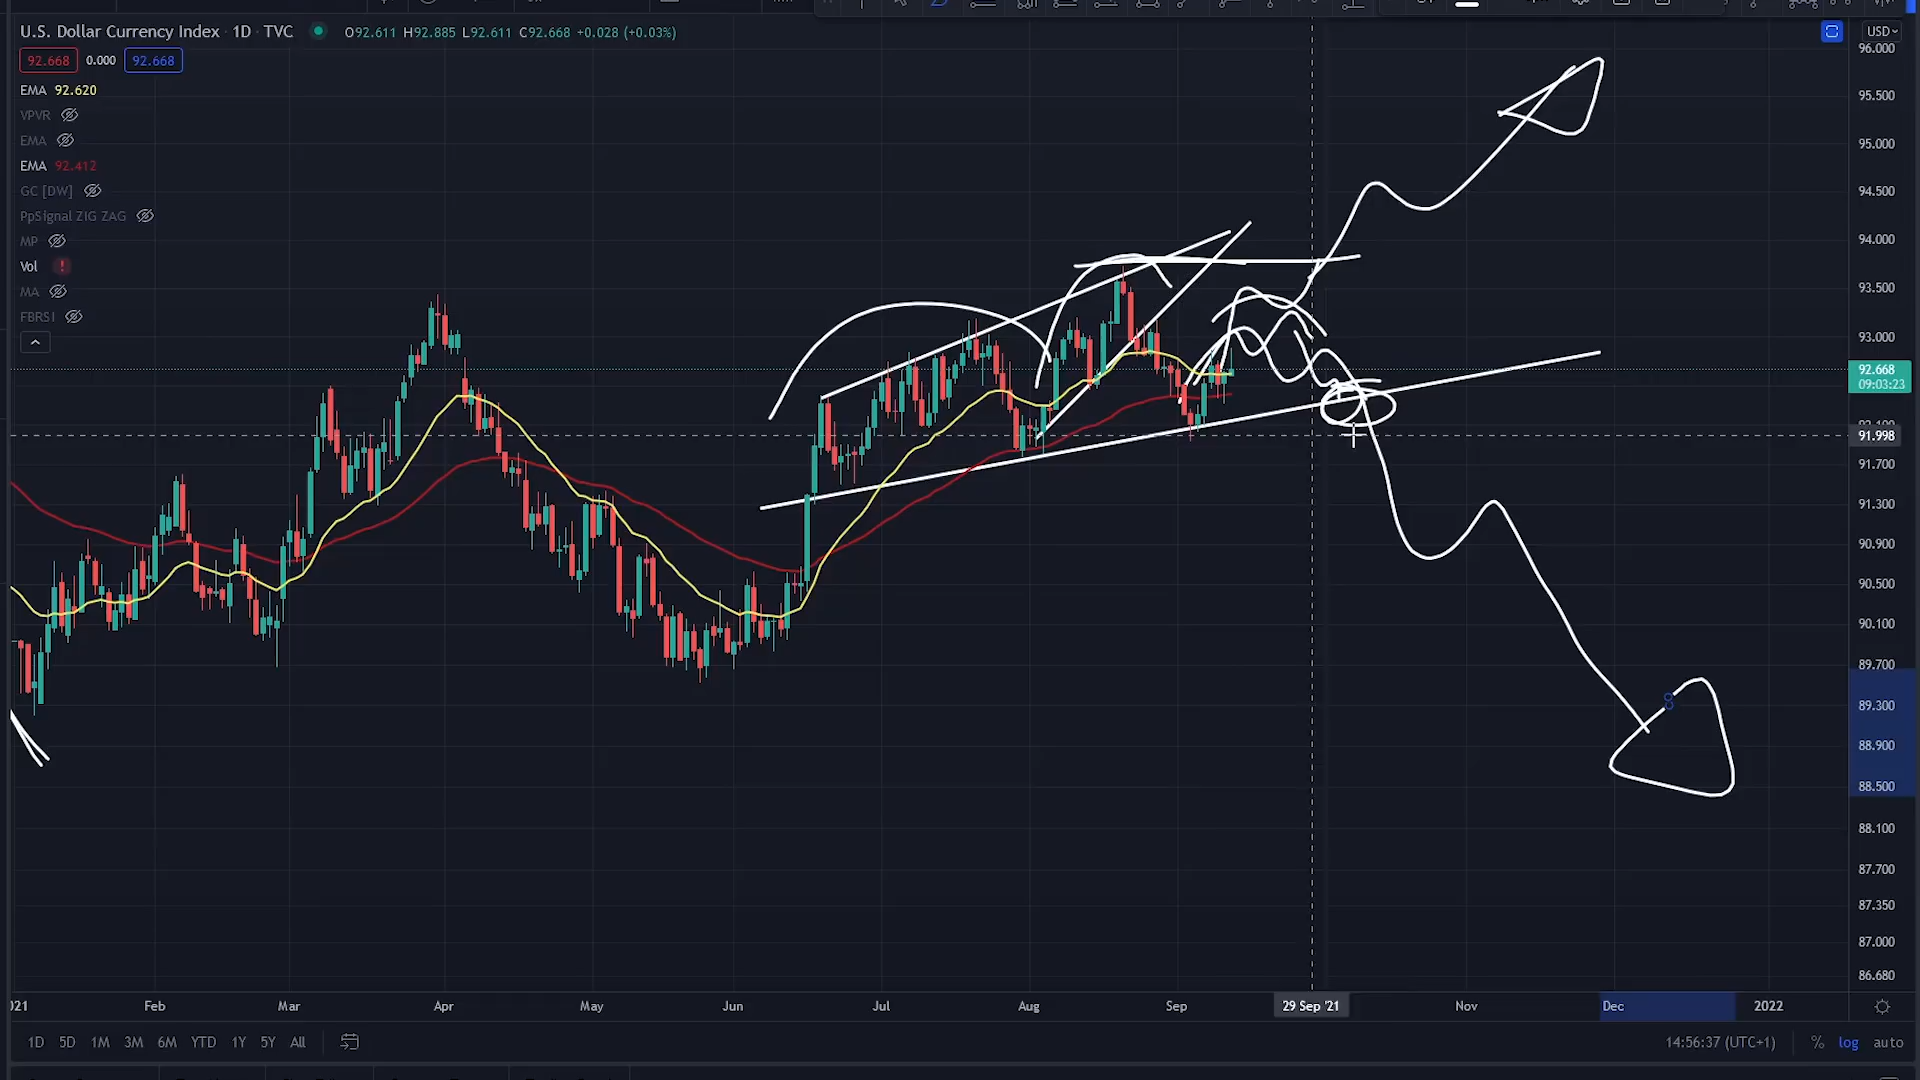 U.S. Dollar Currency Index · 1D · TVC O92.611 H92.885 L92.611 C92.668 +0.028 (+0.03%)
USD
92.668 0.000 92.668
EMA 92.620
VPVR
EMA
EMA 92.412
GC [DW]
PpSignal ZIG ZAG
MP
Vol !
MA
FBRSI
96.000
95.500
95.000
94.500
94.000
93.500
93.000
92.668
09:03:23
91.998
91.700
91.300
90.900
90.500
90.100
89.700
89.300
88.900
88.500
88.100
87.700
87.350
87.000
86.680
021 Feb Mar Apr May Jun Jul Aug Sep 29 Sep '21 Nov Dec 2022
1D 5D 1M 3M 6M YTD 1Y 5Y All 14:56:37 (UTC+1) % log auto